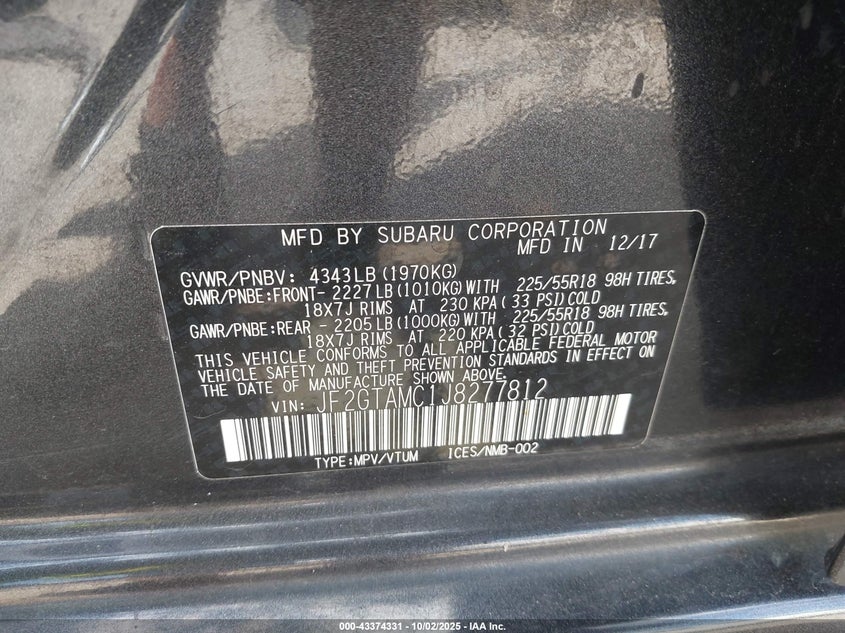 MFD BY SUBARU CORPORATION
MFD IN 12/17
GVWR/PNBV: 4343LB(1970KG)
GAWR/PNBE:FRONT- 2227LB(1010KG)WITH 225/55R18 98H TIRES,
18X7J RIMS AT 230 KPA(33 PSI)COLD
GAWR/PNBE:REAR - 2205LB(1000KG)WITH 225/55R18 98H TIRES,
18X7J RIMS AT 220 KPA(32 PSI)COLD
THIS VEHICLE CONFORMS TO ALL APPLICABLE FEDERAL MOTOR
VEHICLE SAFETY AND THEFT PREVENTION STANDARDS IN EFFECT ON
THE DATE OF MANUFACTURE SHOWN ABOVE.
VIN: JF2GTAMC1J8277812
TYPE:MPV/VTUM ICES/NMB-002
000-43374331 - 10/02/2025 - IAA Inc.